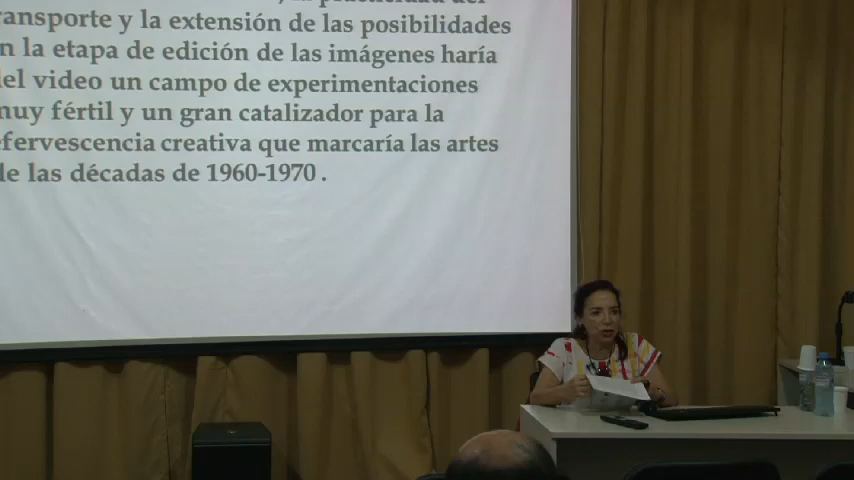 transporte y la extensión de las posibilidades
la etapa de edición de las imágenes haría
del video un campo de experimentaciones
muy fértil y un gran catalizador para la
efervescencia creativa que marcaría las artes
de las décadas de 1960-1970 .